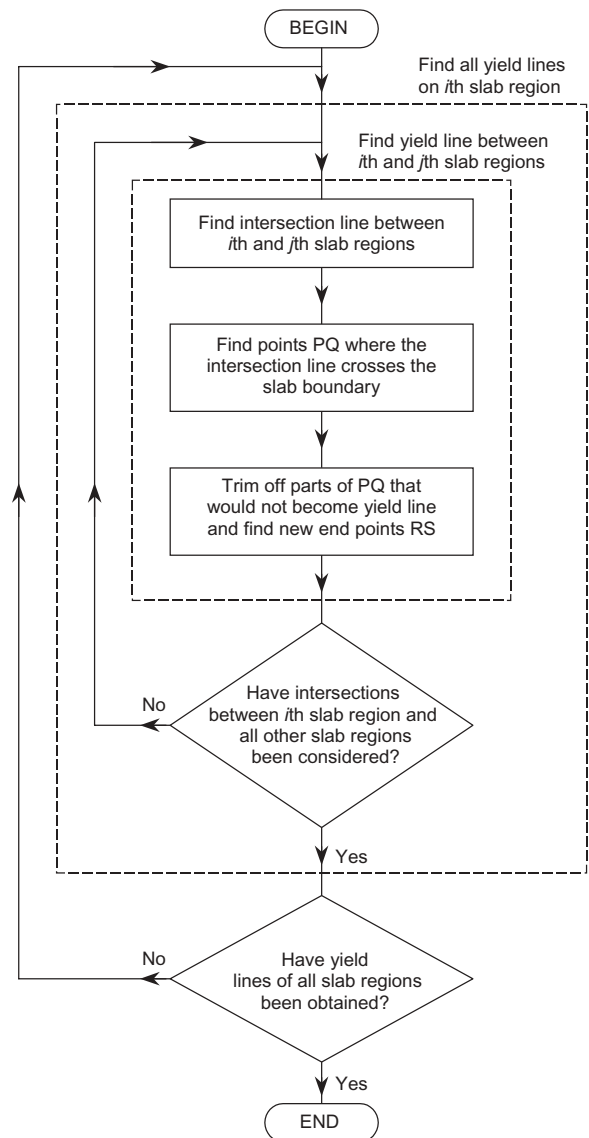 BEGIN
Find all yield lines
on ith slab region
Find yield line between
ith and jth slab regions
Find intersection line between
ith and jth slab regions
Find points PQ where the
intersection line crosses the
slab boundary
Trim off parts of PQ that
would not become yield line
and find new end points RS
Have intersections
between ith slab region and
all other slab regions
been considered?
No
Yes
Have yield
lines of all slab regions
been obtained?
No
Yes
END